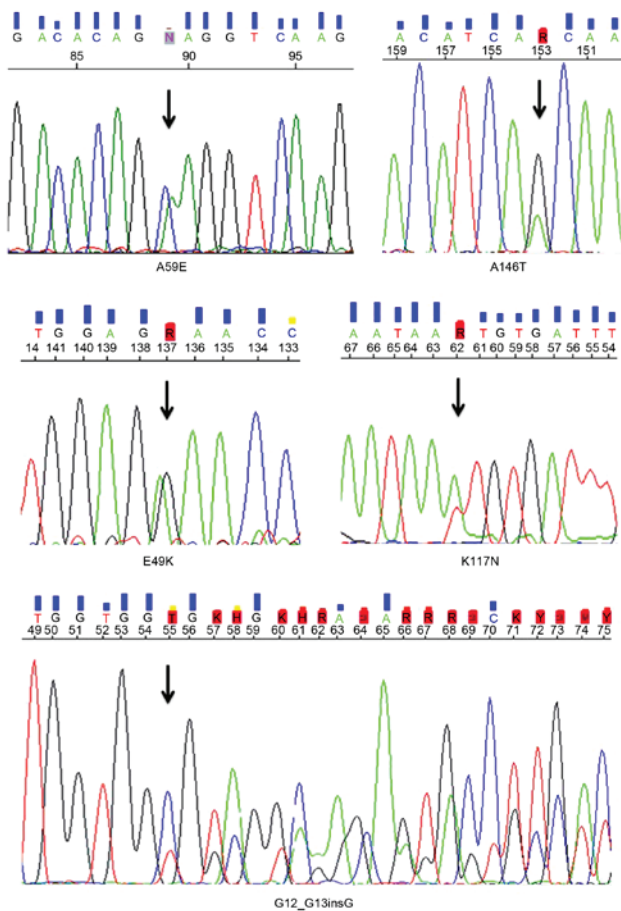 G A C A C A G N A G G T C A A G
85 90 95
A59E
A C A T C A R C A A
159 157 155 153 151
A146T
T G G A G R A A C C
14 141 140 139 138 137 136 135 134 133
E49K
A A T A A R T G T G A T T T
67 66 65 64 63 62 61 60 59 58 57 56 55 54
K117N
T G G T G G T G K H G K H R A A R R R C K Y Y
49 50 51 52 53 54 55 56 57 58 59 60 61 62 63 64 65 66 67 68 69 70 71 72 73 74 75
G12_G13insG